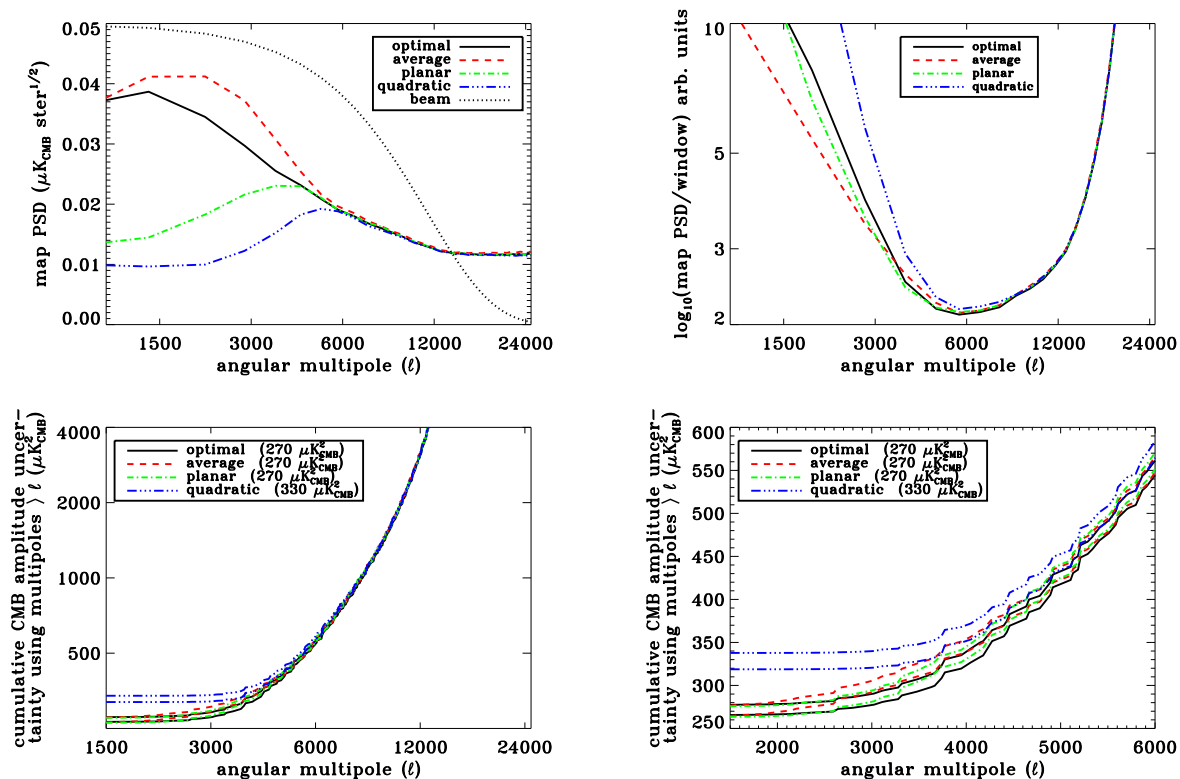 map PSD (μK_CMB ster^1/2)
0.05
0.04
0.03
0.02
0.01
0.00
optimal
average
planar
quadratic
beam
1500 3000 6000 12000 24000
angular multipole (ℓ)
log₁₀(map PSD/window) arb. units
10
5
3
2
optimal
average
planar
quadratic
1500 3000 6000 12000 24000
angular multipole (ℓ)
cumulative CMB amplitude uncer-
tainty using multipoles ⟩ ℓ (μK²_CMB)
4000
2000
1000
500
optimal (270 μK²_CMB)
average (270 μK²_CMB)
planar (270 μK²_CMB)
quadratic (330 μK²_CMB)
1500 3000 6000 12000 24000
angular multipole (ℓ)
cumulative CMB amplitude uncer-
tainty using multipoles ⟩ ℓ (μK²_CMB)
600
550
500
450
400
350
300
250
optimal (270 μK²_CMB)
average (270 μK²_CMB)
planar (270 μK²_CMB)
quadratic (330 μK²_CMB)
2000 3000 4000 5000 6000
angular multipole (ℓ)